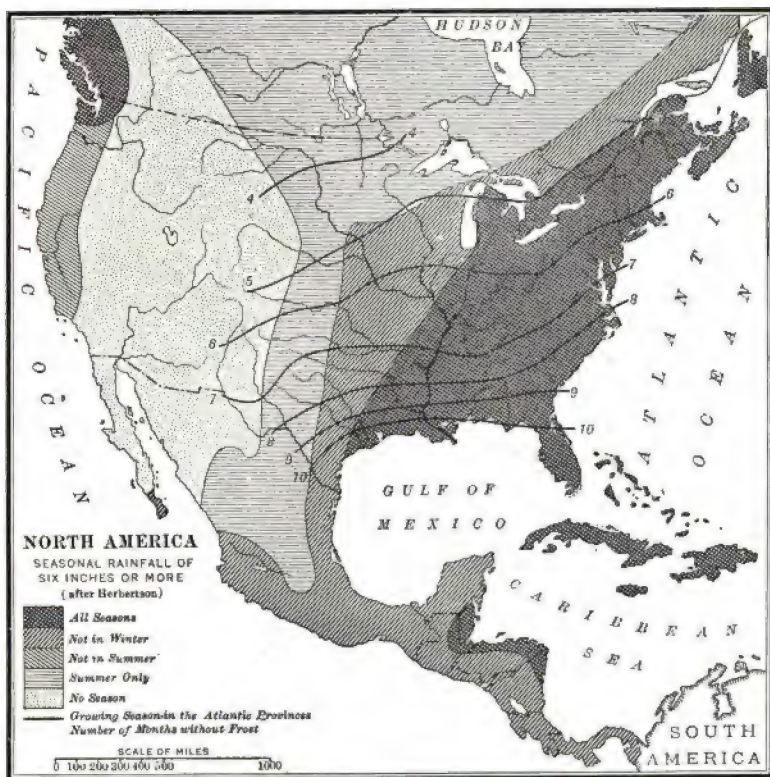 HUDSON
BAY
PACIFIC OCEAN
ATLANTIC
OCEAN
4
4
5
6
6
7
7
8
8
9
9
10
10
GULF OF
MEXICO
CARIBBEAN
SEA
SOUTH
AMERICA
NORTH AMERICA
SEASONAL RAINFALL OF
SIX INCHES OR MORE
(after Herbertson)
All Seasons
Not in Winter
Not in Summer
Summer Only
No Season
Growing Season in the Atlantic Provinces
Number of Months without Frost
SCALE OF MILES
0 100 200 300 400 500 1000